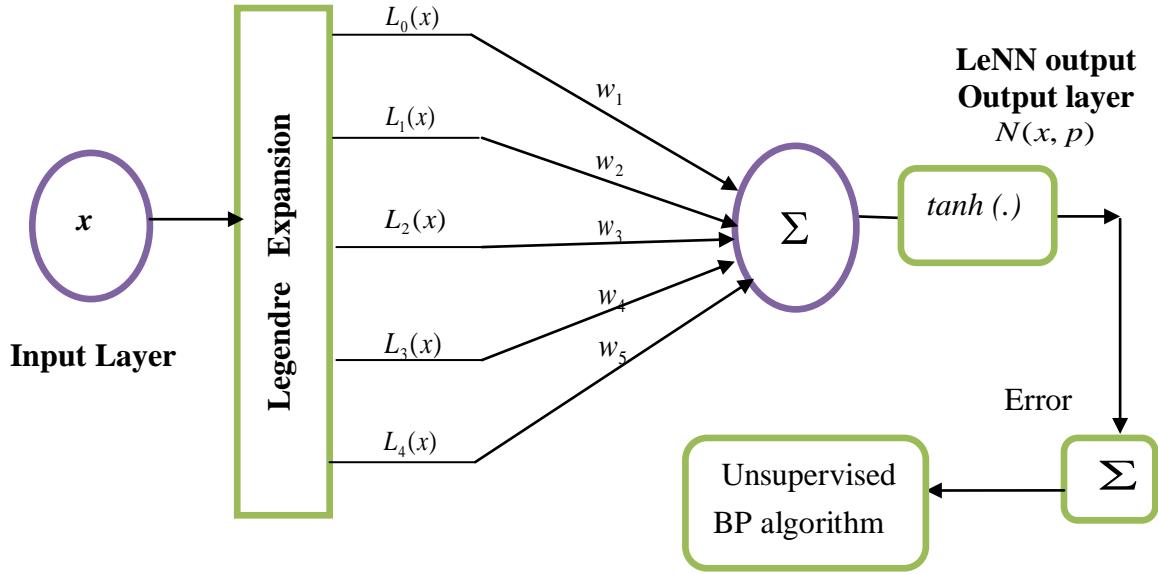 x
Input Layer
Legendre Expansion
L₀(x)
L₁(x)
L₂(x)
L₃(x)
L₄(x)
w₁
w₂
w₃
w₄
w₅
Σ
LeNN output
Output layer
N(x, p)
tanh (.)
Error
Σ
Unsupervised
BP algorithm